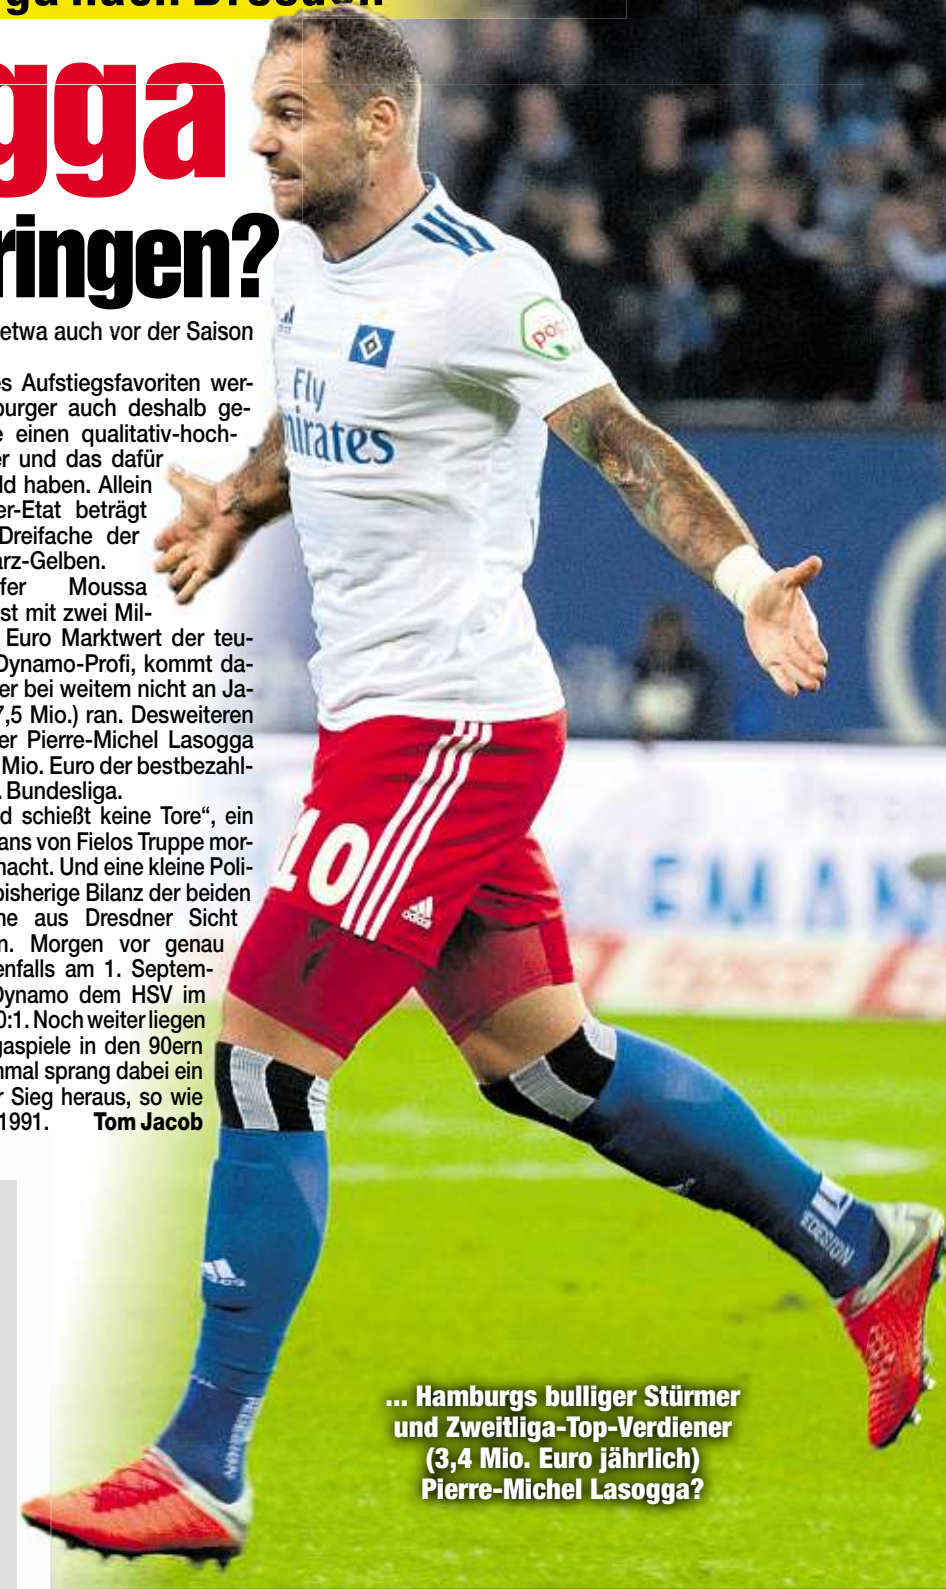 ga nach Dresden
gga
ringen?
etwa auch vor der Saison
es Aufstiegsfavoriten wer-
burger auch deshalb ge-
e einen qualitativ-hoch-
er und das dafür
ld haben. Allein
er-Etat beträgt
Dreifache der
arz-Gelben.
fer Moussa
st mit zwei Mil-
Euro Marktwert der teu-
Dynamo-Profi, kommt da-
er bei weitem nicht an Ja-
7,5 Mio.) ran. Desweiteren
er Pierre-Michel Lasogga
Mio. Euro der bestbezahl-
. Bundesliga.
d schießt keine Tore“, ein
ans von Fielos Truppe mor-
nacht. Und eine kleine Poli-
bisherige Bilanz der beiden
ne aus Dresdner Sicht
n. Morgen vor genau
enfalls am 1. Septem-
Dynamo dem HSV im
0:1. Noch weiter liegen
gaspiele in den 90ern
nmal sprang dabei ein
r Sieg heraus, so wie
1991. Tom Jacob
pop
Fly
mirates
10
adidas
EMAN
... Hamburgs bulliger Stürmer
und Zweitliga-Top-Verdiener
(3,4 Mio. Euro jährlich)
Pierre-Michel Lasogga?